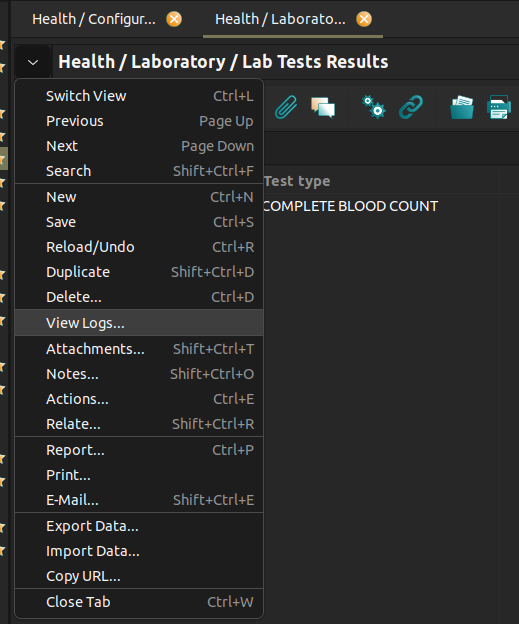 Health / Configur...
Health / Laborato...
Health / Laboratory / Lab Tests Results
Switch View Ctrl+L
Previous Page Up
Next Page Down
Search Shift+Ctrl+F
New Ctrl+N
Save Ctrl+S
Reload/Undo Ctrl+R
Duplicate Shift+Ctrl+D
Delete... Ctrl+D
View Logs...
Attachments... Shift+Ctrl+T
Notes... Shift+Ctrl+O
Actions... Ctrl+E
Relate... Shift+Ctrl+R
Report... Ctrl+P
Print...
E-Mail... Shift+Ctrl+E
Export Data...
Import Data...
Copy URL...
Close Tab Ctrl+W
Test type
COMPLETE BLOOD COUNT